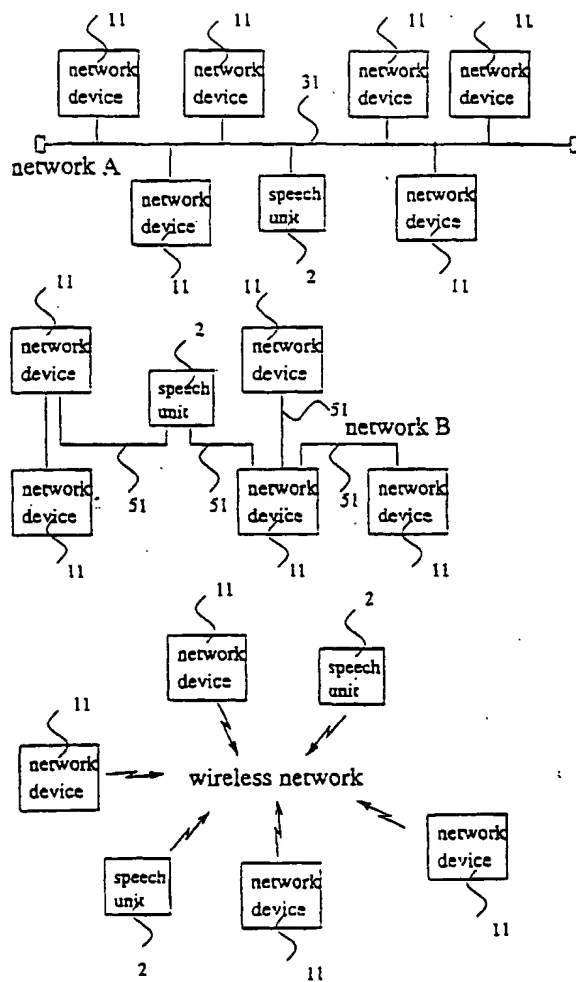 11 11 11 11
network device network device network device network device
31
network A
network device speech unit network device
11 2 11
11 2 11
network device speech unit network device
51
network B
51 51 51
network device network device network device
11 11 11
11 2
network device speech unit
11
network device
wireless network
speech unit network device network device
2 11 11